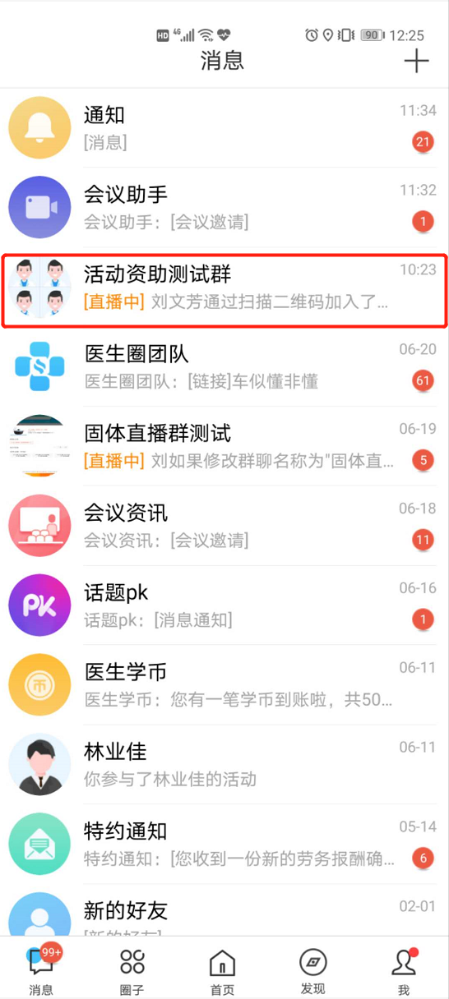 HD 4G 90 12:25
消息
通知 11:34
[消息] 21
会议助手 11:32
会议助手：[会议邀请] 1
活动资助测试群 10:23
[直播中] 刘文芳通过扫描二维码加入了...
医生圈团队 06-20
医生圈团队：[链接]车似懂非懂 61
固体直播群测试 06-19
[直播中] 刘如果修改群聊名称为"固体直... 5
会议资讯 06-18
会议资讯：[会议邀请] 11
话题pk 06-16
话题pk：[消息通知] 1
医生学币 06-11
医生学币：您有一笔学币到账啦，共50...
林业佳 06-11
你参与了林业佳的活动
特约通知 05-14
特约通知：[您收到一份新的劳务报酬确... 6
新的好友 02-01
[新的好友]
99+
消息 圈子 首页 发现 我